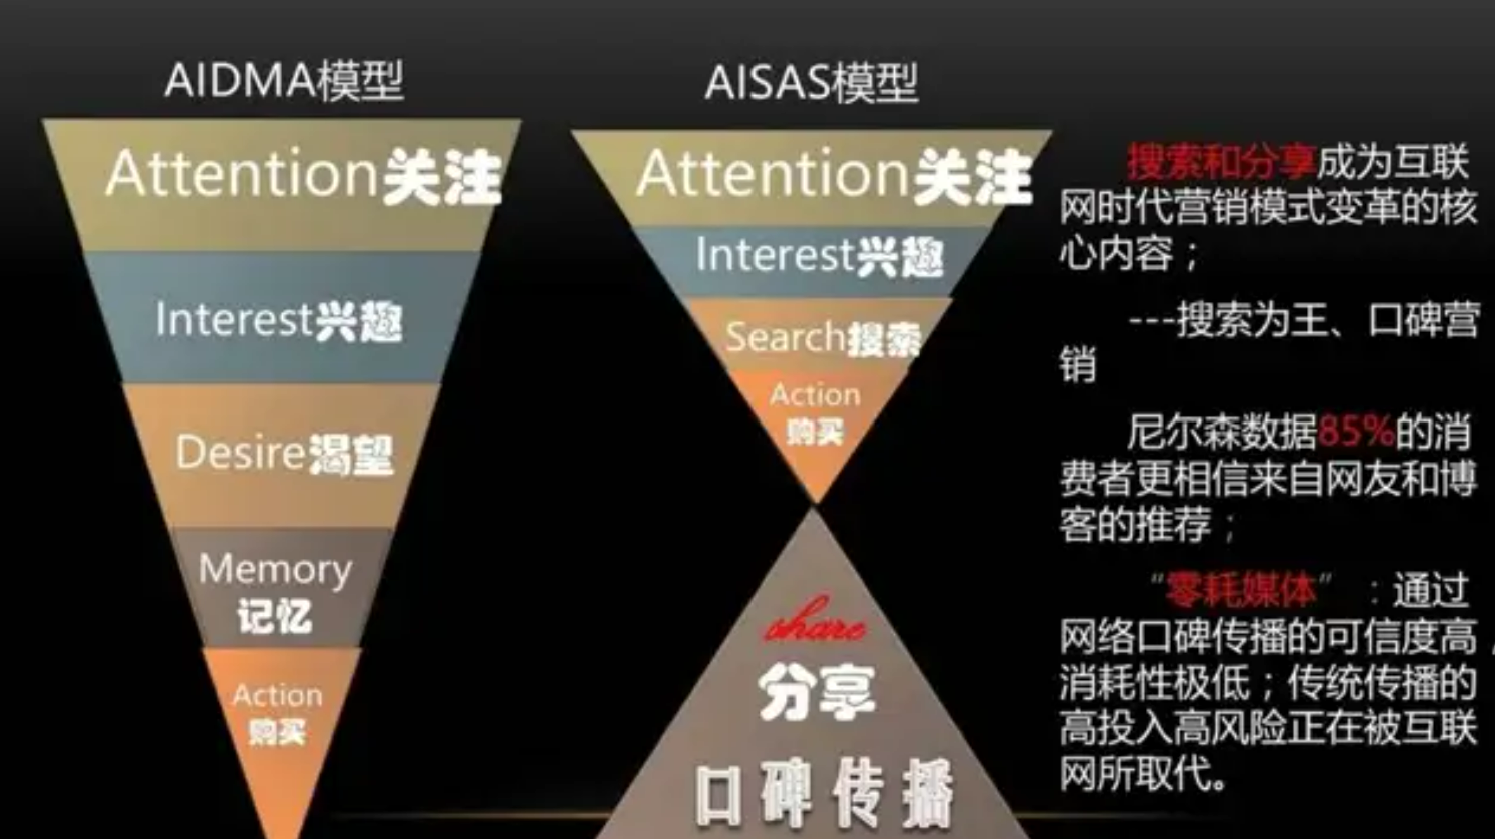 AIDMA模型
Attention关注
Interest兴趣
Desire渴望
Memory
记忆
Action
购买
AISAS模型
Attention关注
Interest兴趣
Search搜索
Action
购买
share
分享
口碑传播
搜索和分享成为互联
网时代营销模式变革的核
心内容；
---搜索为王、口碑营
销
尼尔森数据85%的消
费者更相信来自网友和博
客的推荐；
“零耗媒体”：通过
网络口碑传播的可信度高，
消耗性极低；传统传播的
高投入高风险正在被互联
网所取代。